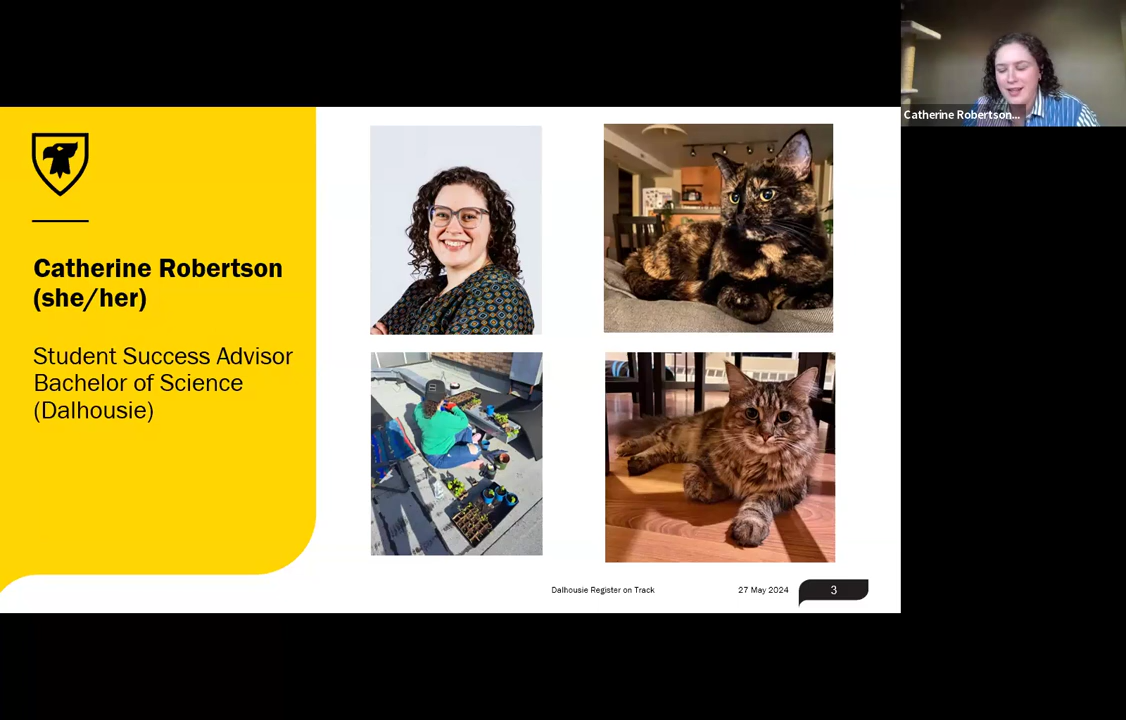 Catherine Robertson...
Catherine Robertson
(she/her)
Student Success Advisor
Bachelor of Science
(Dalhousie)
Dalhousie Register on Track
27 May 2024
3